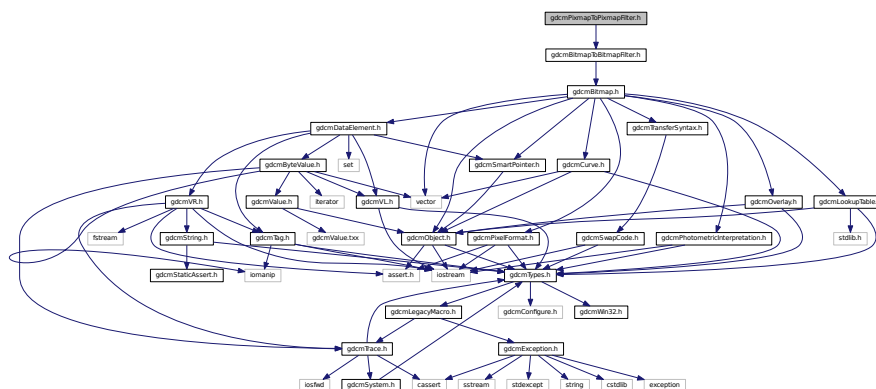 gdcmPixmapToPixmapFilter.h
gdcmBitmapToBitmapFilter.h
gdcmBitmap.h
gdcmDataElement.h
gdcmTransferSyntax.h
gdcmByteValue.h
set
gdcmSmartPointer.h
gdcmCurve.h
gdcmVR.h
gdcmValue.h
iterator
gdcmVL.h
vector
gdcmOverlay.h
gdcmLookupTable.
fstream
gdcmString.h
gdcmTag.h
gdcmValue.txx
gdcmObject.h
gdcmPixelFormat.h
gdcmSwapCode.h
gdcmPhotometricInterpretation.h
stdlib.h
gdcmStaticAssert.h
iomanip
assert.h
iostream
gdcmTypes.h
gdcmLegacyMacro.h
gdcmConfigure.h
gdcmWin32.h
gdcmTrace.h
gdcmException.h
iosfwd
gdcmSystem.h
cassert
sstream
stdexcept
string
cstdlib
exception